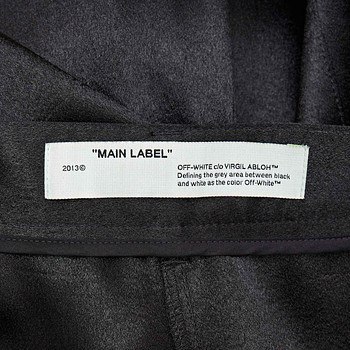 "MAIN LABEL"
2013©
OFF-WHITE c/o VIRGIL ABLOH™
Defining the grey area between black
and white as the color Off-White™